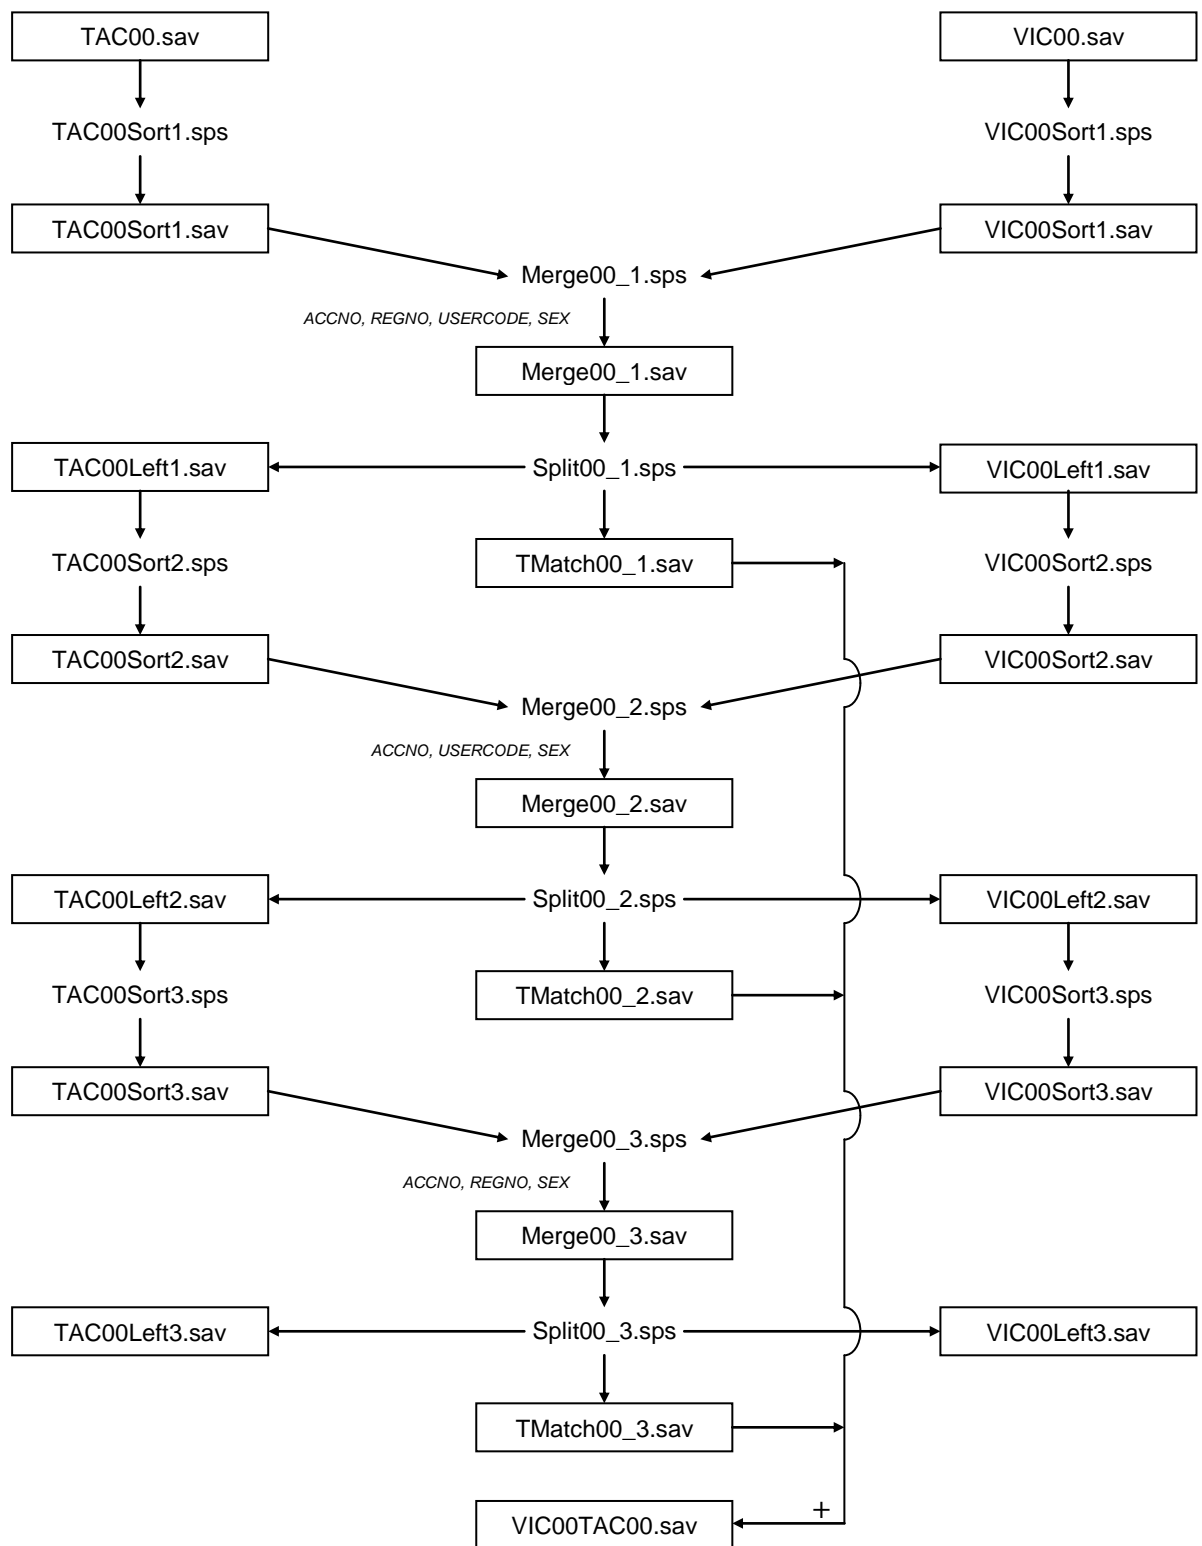 TAC00.sav
VIC00.sav
TAC00Sort1.sps
VIC00Sort1.sps
TAC00Sort1.sav
VIC00Sort1.sav
Merge00_1.sps
ACCNO, REGNO, USERCODE, SEX
Merge00_1.sav
TAC00Left1.sav
Split00_1.sps
VIC00Left1.sav
TAC00Sort2.sps
TMatch00_1.sav
VIC00Sort2.sps
TAC00Sort2.sav
VIC00Sort2.sav
Merge00_2.sps
ACCNO, USERCODE, SEX
Merge00_2.sav
TAC00Left2.sav
Split00_2.sps
VIC00Left2.sav
TAC00Sort3.sps
TMatch00_2.sav
VIC00Sort3.sps
TAC00Sort3.sav
VIC00Sort3.sav
Merge00_3.sps
ACCNO, REGNO, SEX
Merge00_3.sav
TAC00Left3.sav
Split00_3.sps
VIC00Left3.sav
TMatch00_3.sav
+
VIC00TAC00.sav